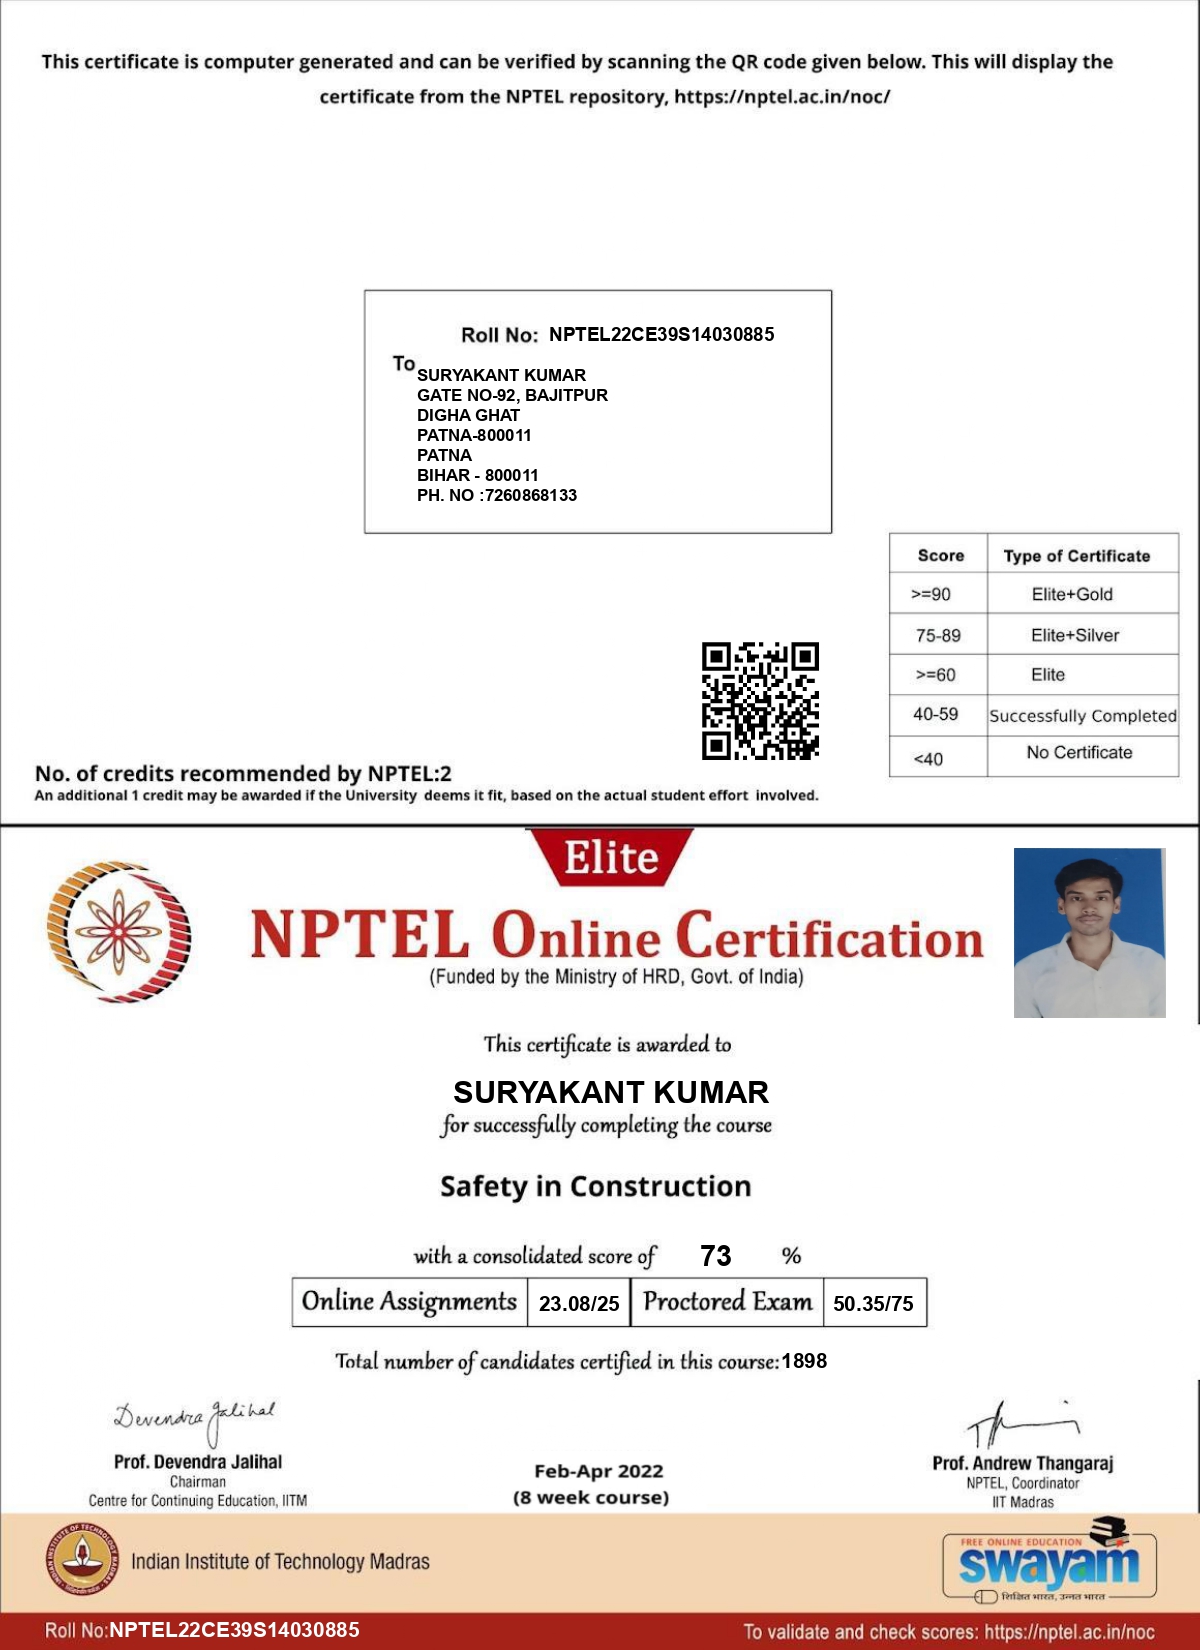 This certificate is computer generated and can be verified by scanning the QR code given below. This will display the
certificate from the NPTEL repository, https://nptel.ac.in/noc/
Roll No: NPTEL22CE39S14030885
To
SURYAKANT KUMAR
GATE NO-92, BAJITPUR
DIGHA GHAT
PATNA-800011
PATNA
BIHAR - 800011
PH. NO :7260868133
Score Type of Certificate
>=90 Elite+Gold
75-89 Elite+Silver
>=60 Elite
40-59 Successfully Completed
<40 No Certificate
No. of credits recommended by NPTEL:2
An additional 1 credit may be awarded if the University deems it fit, based on the actual student effort involved.
Elite
NPTEL Online Certification
(Funded by the Ministry of HRD, Govt. of India)
This certificate is awarded to
SURYAKANT KUMAR
for successfully completing the course
Safety in Construction
with a consolidated score of 73 %
Online Assignments 23.08/25 Proctored Exam 50.35/75
Total number of candidates certified in this course:1898
Devendra Jalihal
Prof. Devendra Jalihal
Chairman
Centre for Continuing Education, IITM
Feb-Apr 2022
(8 week course)
Prof. Andrew Thangaraj
NPTEL, Coordinator
IIT Madras
INDIAN INSTITUTE OF TECHNOLOGY MADRAS
Indian Institute of Technology Madras
FREE ONLINE EDUCATION
swayam
शिक्षित भारत, उन्नत भारत
Roll No:NPTEL22CE39S14030885
To validate and check scores: https://nptel.ac.in/noc